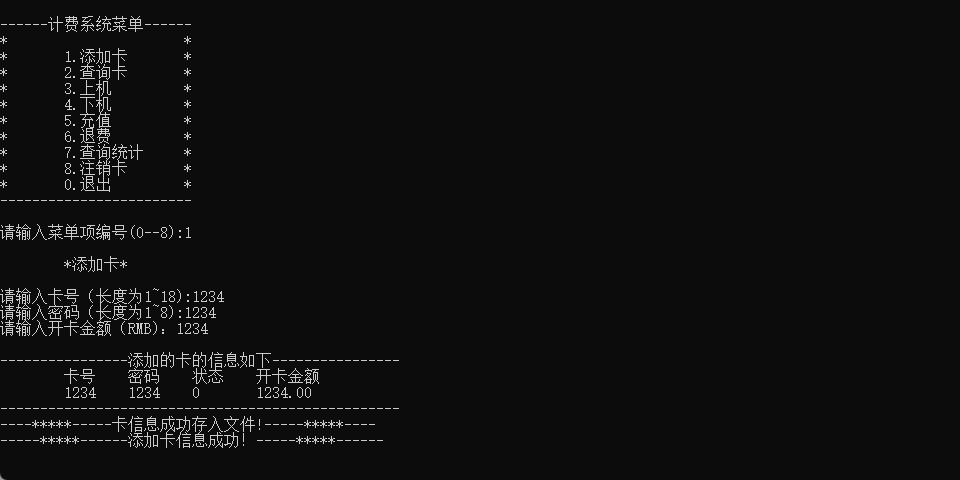 ------计费系统菜单------
*                      *
*       1.添加卡       *
*       2.查询卡       *
*       3.上机         *
*       4.下机         *
*       5.充值         *
*       6.退费         *
*       7.查询统计     *
*       8.注销卡       *
*       0.退出         *
------------------------
请输入菜单项编号(0--8):1
*添加卡*
请输入卡号（长度为1~18):1234
请输入密码（长度为1~8):1234
请输入开卡金额（RMB)：1234
----------------添加的卡的信息如下----------------
卡号    密码    状态    开卡金额
1234    1234    0       1234.00
--------------------------------------------------
----*****-----卡信息成功存入文件!-----*****----
-----*****------添加卡信息成功！-----*****------